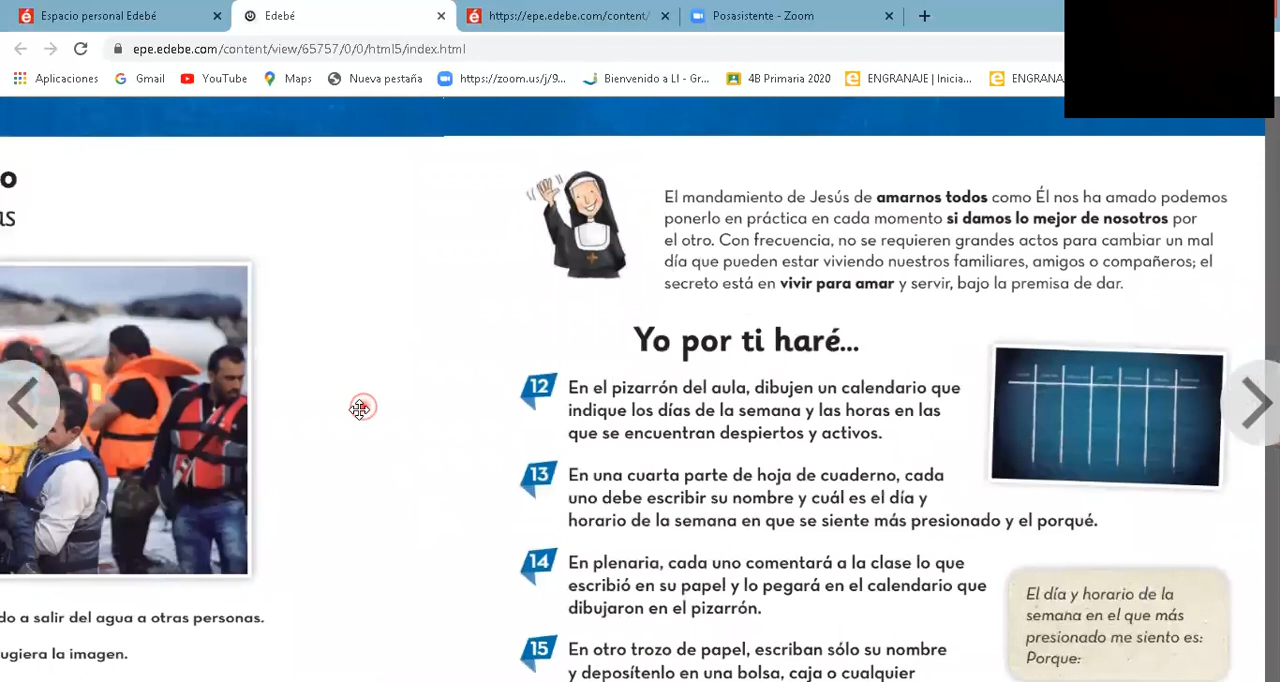 Espacio personal Edebé
Edebé
https://epe.edebe.com/content/
Posasistente - Zoom
epe.edebe.com/content/view/65757/0/0/html5/index.html
Aplicaciones
Gmail
YouTube
Maps
Nueva pestaña
https://zoom.us/j/9...
Bienvenido a LI - Gr...
4B Primaria 2020
ENGRANAJE | Inicia...
ENGRANA
o
as
El mandamiento de Jesús de amarnos todos como Él nos ha amado podemos
ponerlo en práctica en cada momento si damos lo mejor de nosotros por
el otro. Con frecuencia, no se requieren grandes actos para cambiar un mal
día que pueden estar viviendo nuestros familiares, amigos o compañeros; el
secreto está en vivir para amar y servir, bajo la premisa de dar.
Yo por ti haré...
12 En el pizarrón del aula, dibujen un calendario que
indique los días de la semana y las horas en las
que se encuentran despiertos y activos.
13 En una cuarta parte de hoja de cuaderno, cada
uno debe escribir su nombre y cuál es el día y
horario de la semana en que se siente más presionado y el porqué.
14 En plenaria, cada uno comentará a la clase lo que
escribió en su papel y lo pegará en el calendario que
dibujaron en el pizarrón.
15 En otro trozo de papel, escriban sólo su nombre
y deposítenlo en una bolsa, caja o cualquier
El día y horario de la
semana en el que más
presionado me siento es:
Porque:
do a salir del agua a otras personas.
ugiera la imagen.